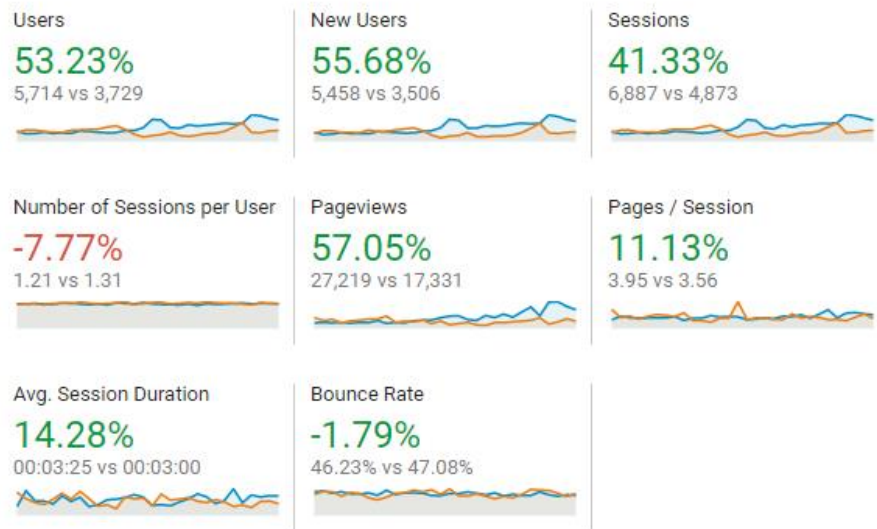 Users
53.23%
5,714 vs 3,729
New Users
55.68%
5,458 vs 3,506
Sessions
41.33%
6,887 vs 4,873
Number of Sessions per User
-7.77%
1.21 vs 1.31
Pageviews
57.05%
27,219 vs 17,331
Pages / Session
11.13%
3.95 vs 3.56
Avg. Session Duration
14.28%
00:03:25 vs 00:03:00
Bounce Rate
-1.79%
46.23% vs 47.08%